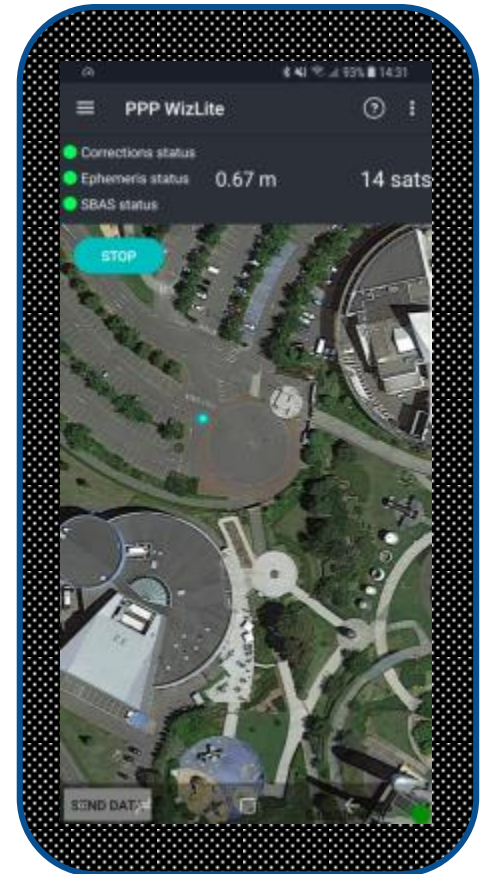 93% 14:31
PPP WizLite
?
Corrections status
Ephemeris status 0.67 m 14 sats
SBAS status
STOP
SEND DATA